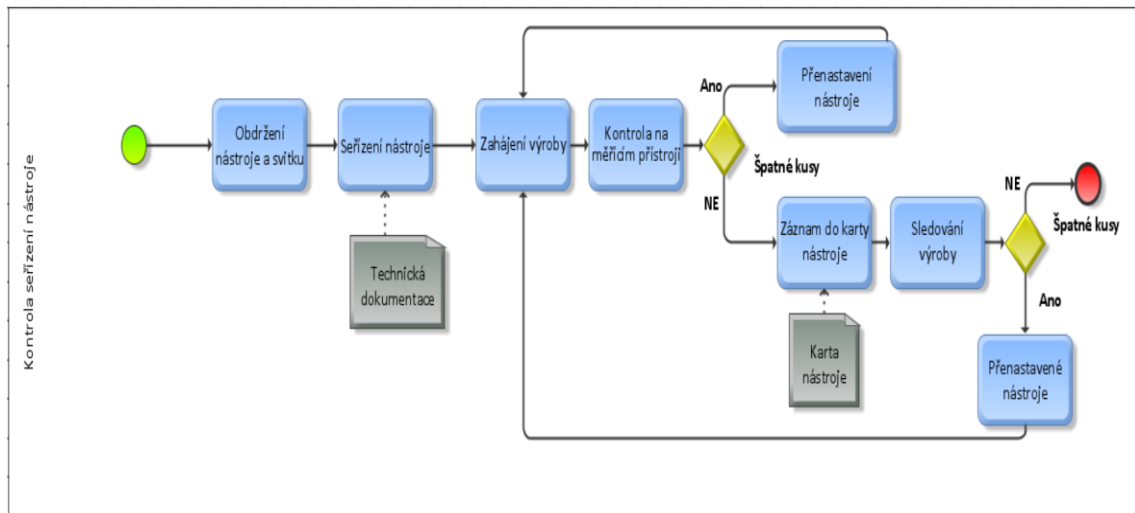 Kontrola seřízení nástroje
Obdržení
nástroje a svitku
Seřízení nástroje
Technická
dokumentace
Zahájení výroby
Kontrola na
měřícim přístroji
Ano
Špatné kusy
NE
Přenastavení
nástroje
Záznam do karty
nástroje
Karta
nástroje
Sledování
výroby
NE
Špatné kusy
Ano
Přenastavené
nástroje